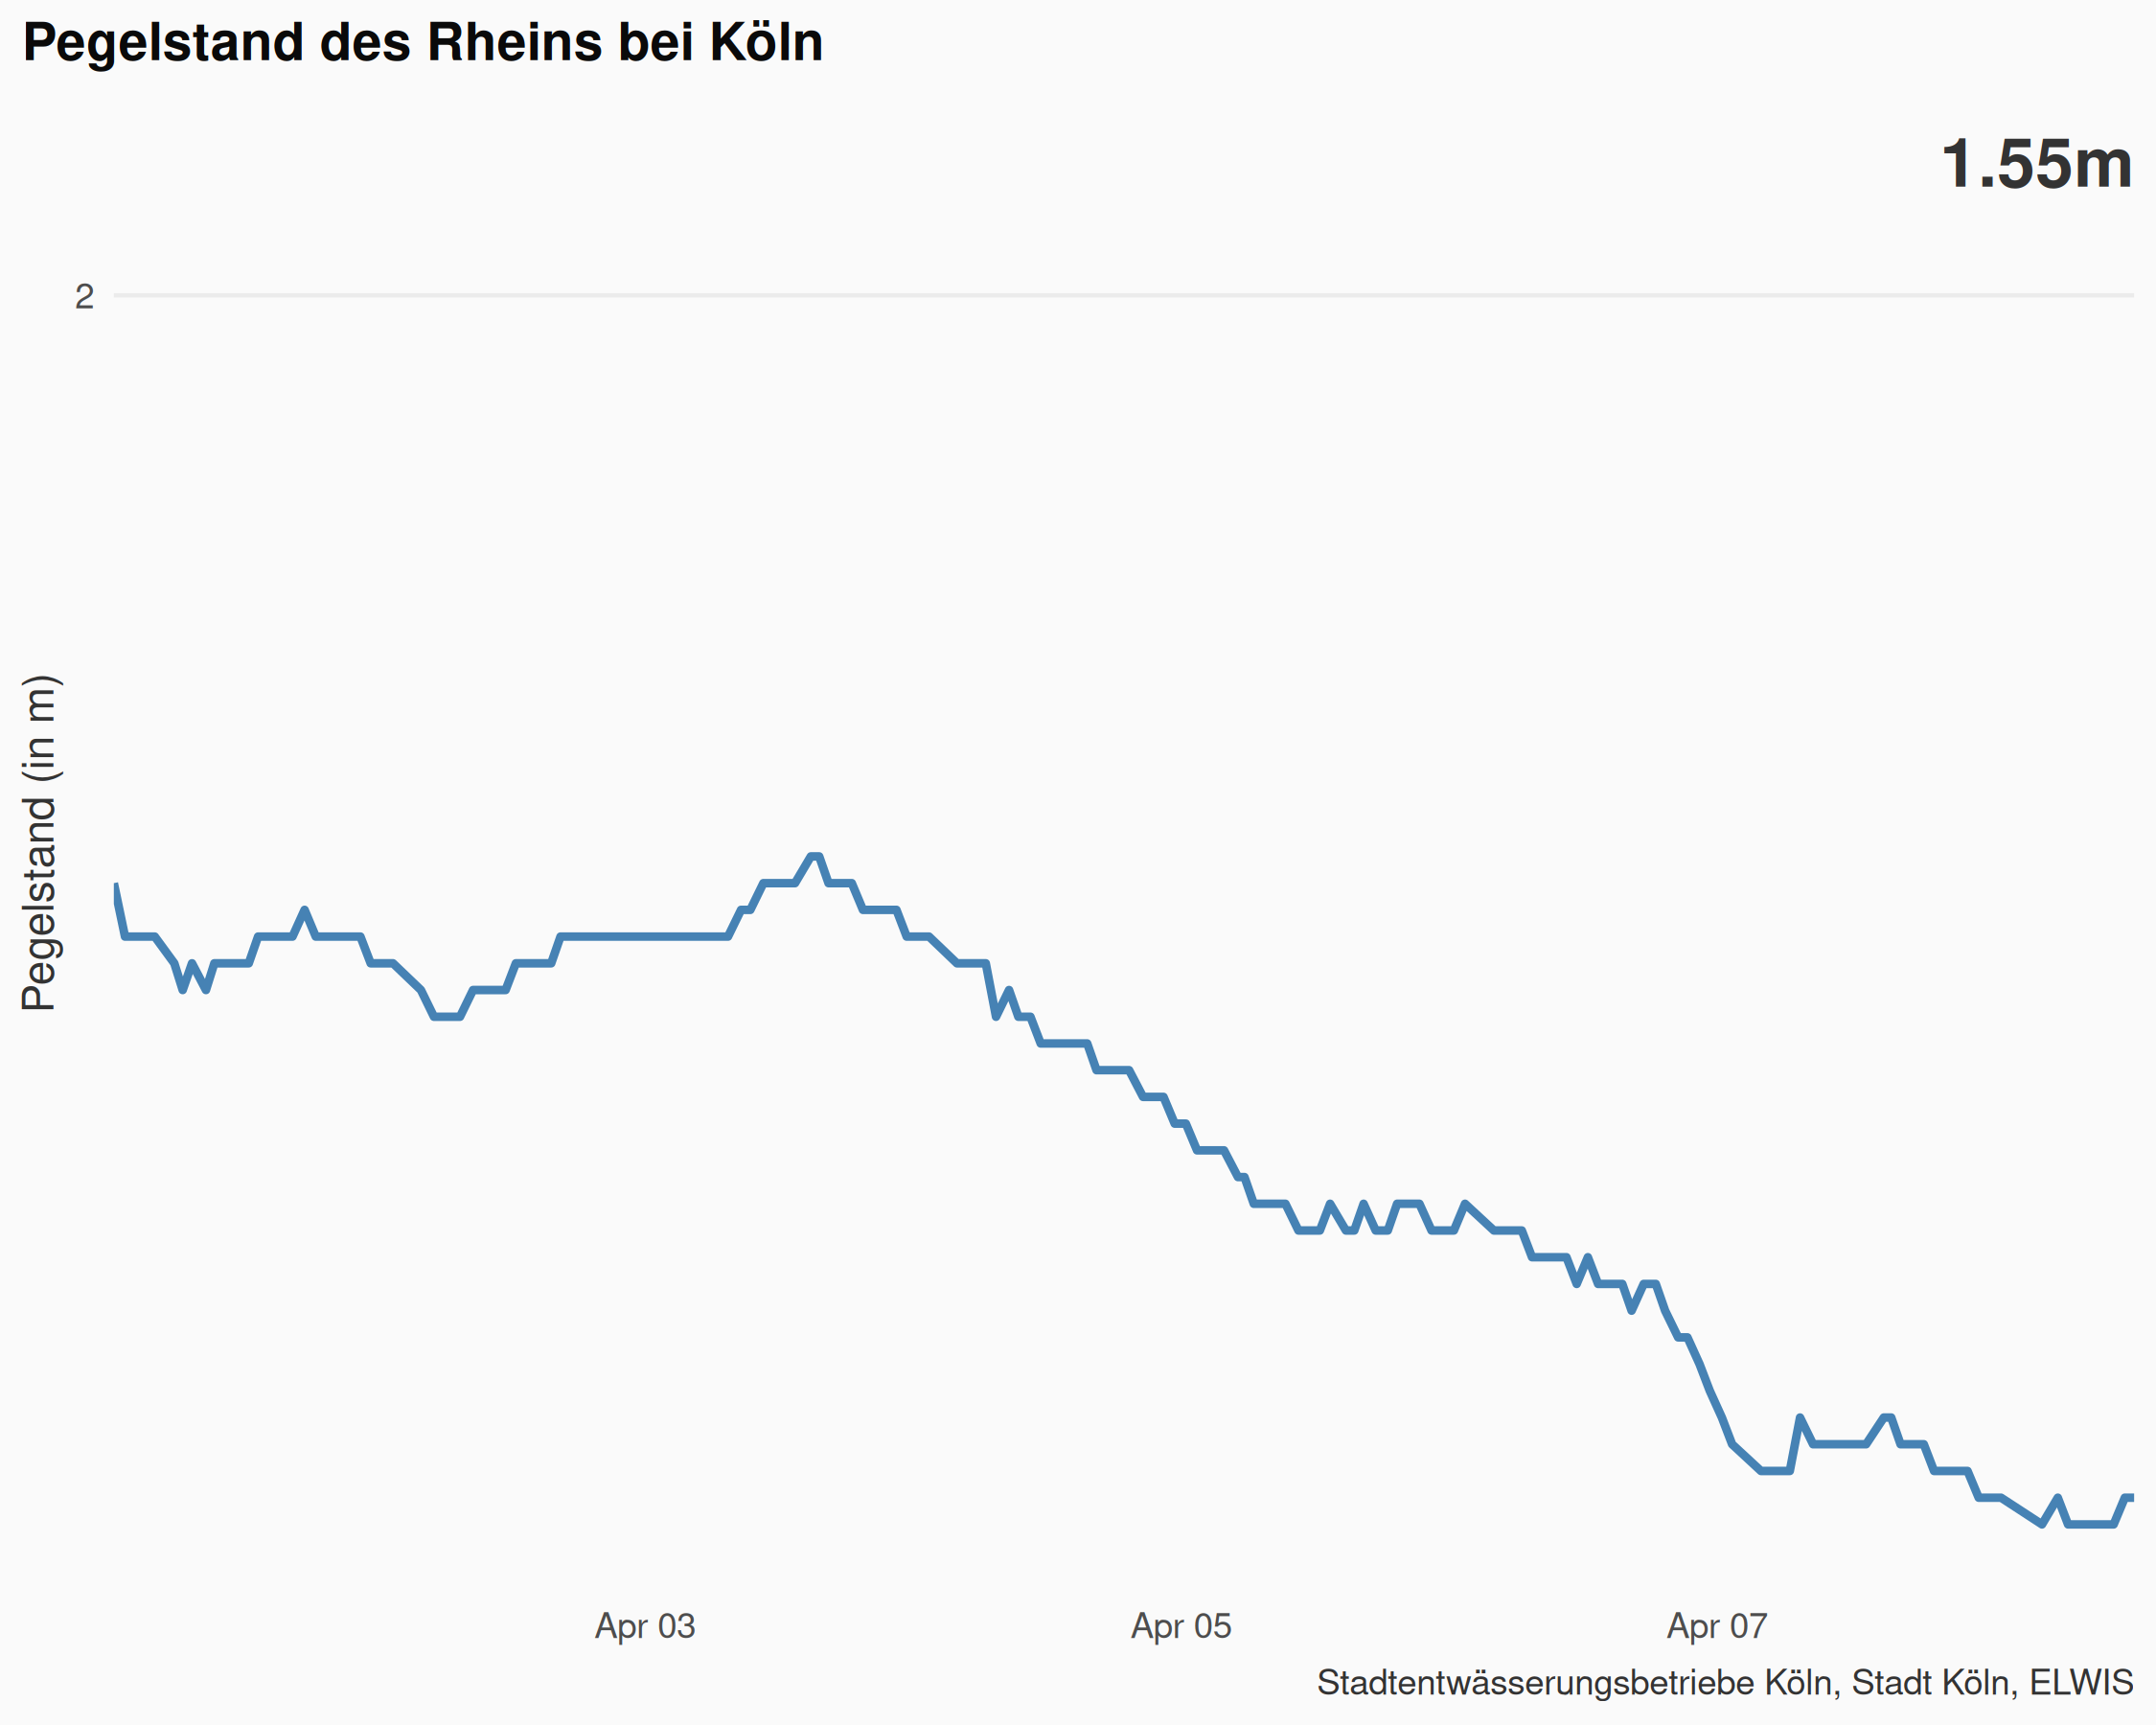 Pegelstand des Rheins bei Köln
1.55m
2
Pegelstand (in m)
Apr 03
Apr 05
Apr 07
Stadtentwässerungsbetriebe Köln, Stadt Köln, ELWIS